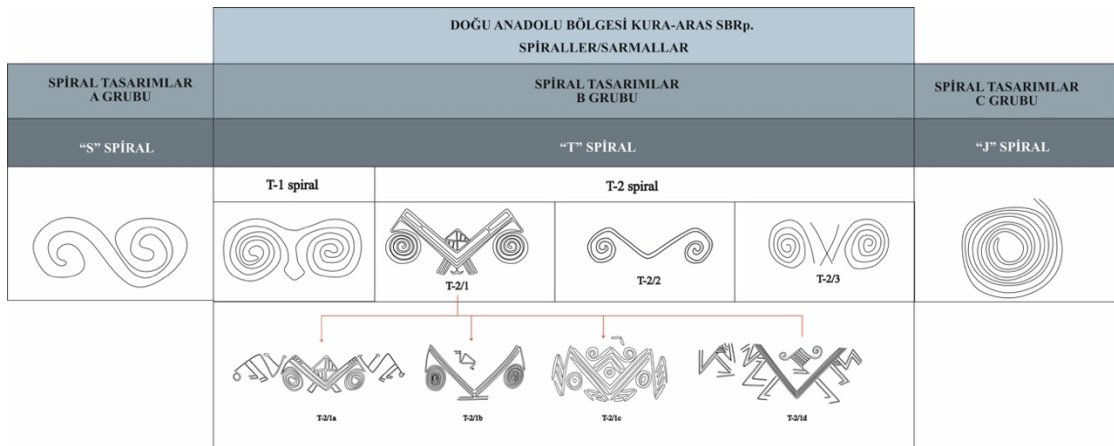 DOĞU ANADOLU BÖLGESİ KURA-ARAS SBRp.
SPİRALLER/SARMALLAR
SPİRAL TASARIMLAR
A GRUBU
SPİRAL TASARIMLAR
B GRUBU
SPİRAL TASARIMLAR
C GRUBU
“S” SPİRAL
“T” SPİRAL
“J” SPİRAL
T-1 spiral
T-2 spiral
T-2/1
T-2/2
T-2/3
T-2/1a
T-2/1b
T-2/1c
T-2/1d